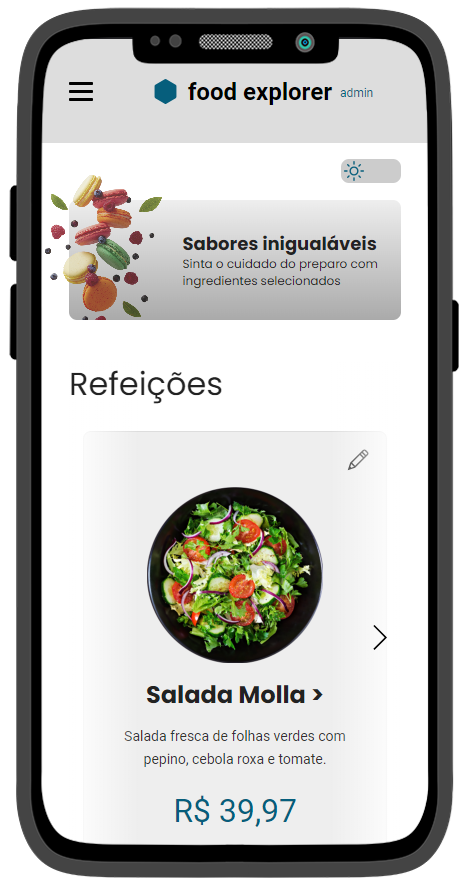 food explorer admin
Sabores inigualáveis
Sinta o cuidado do preparo com
ingredientes selecionados
Refeições
Salada Molla >
Salada fresca de folhas verdes com
pepino, cebola roxa e tomate.
R$ 39,97